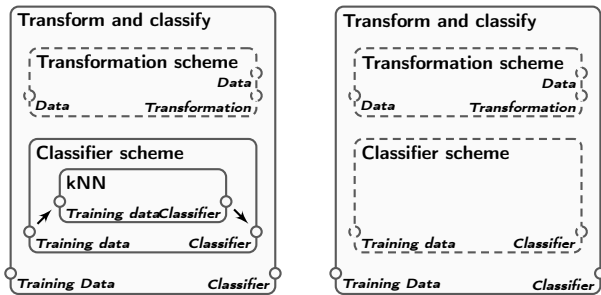 Transform and classify
Transformation scheme
Data
Data
Transformation
Classifier scheme
kNN
Training data Classifier
Training data
Classifier
Training Data
Classifier
Transform and classify
Transformation scheme
Data
Data
Transformation
Classifier scheme
Training data
Classifier
Training Data
Classifier